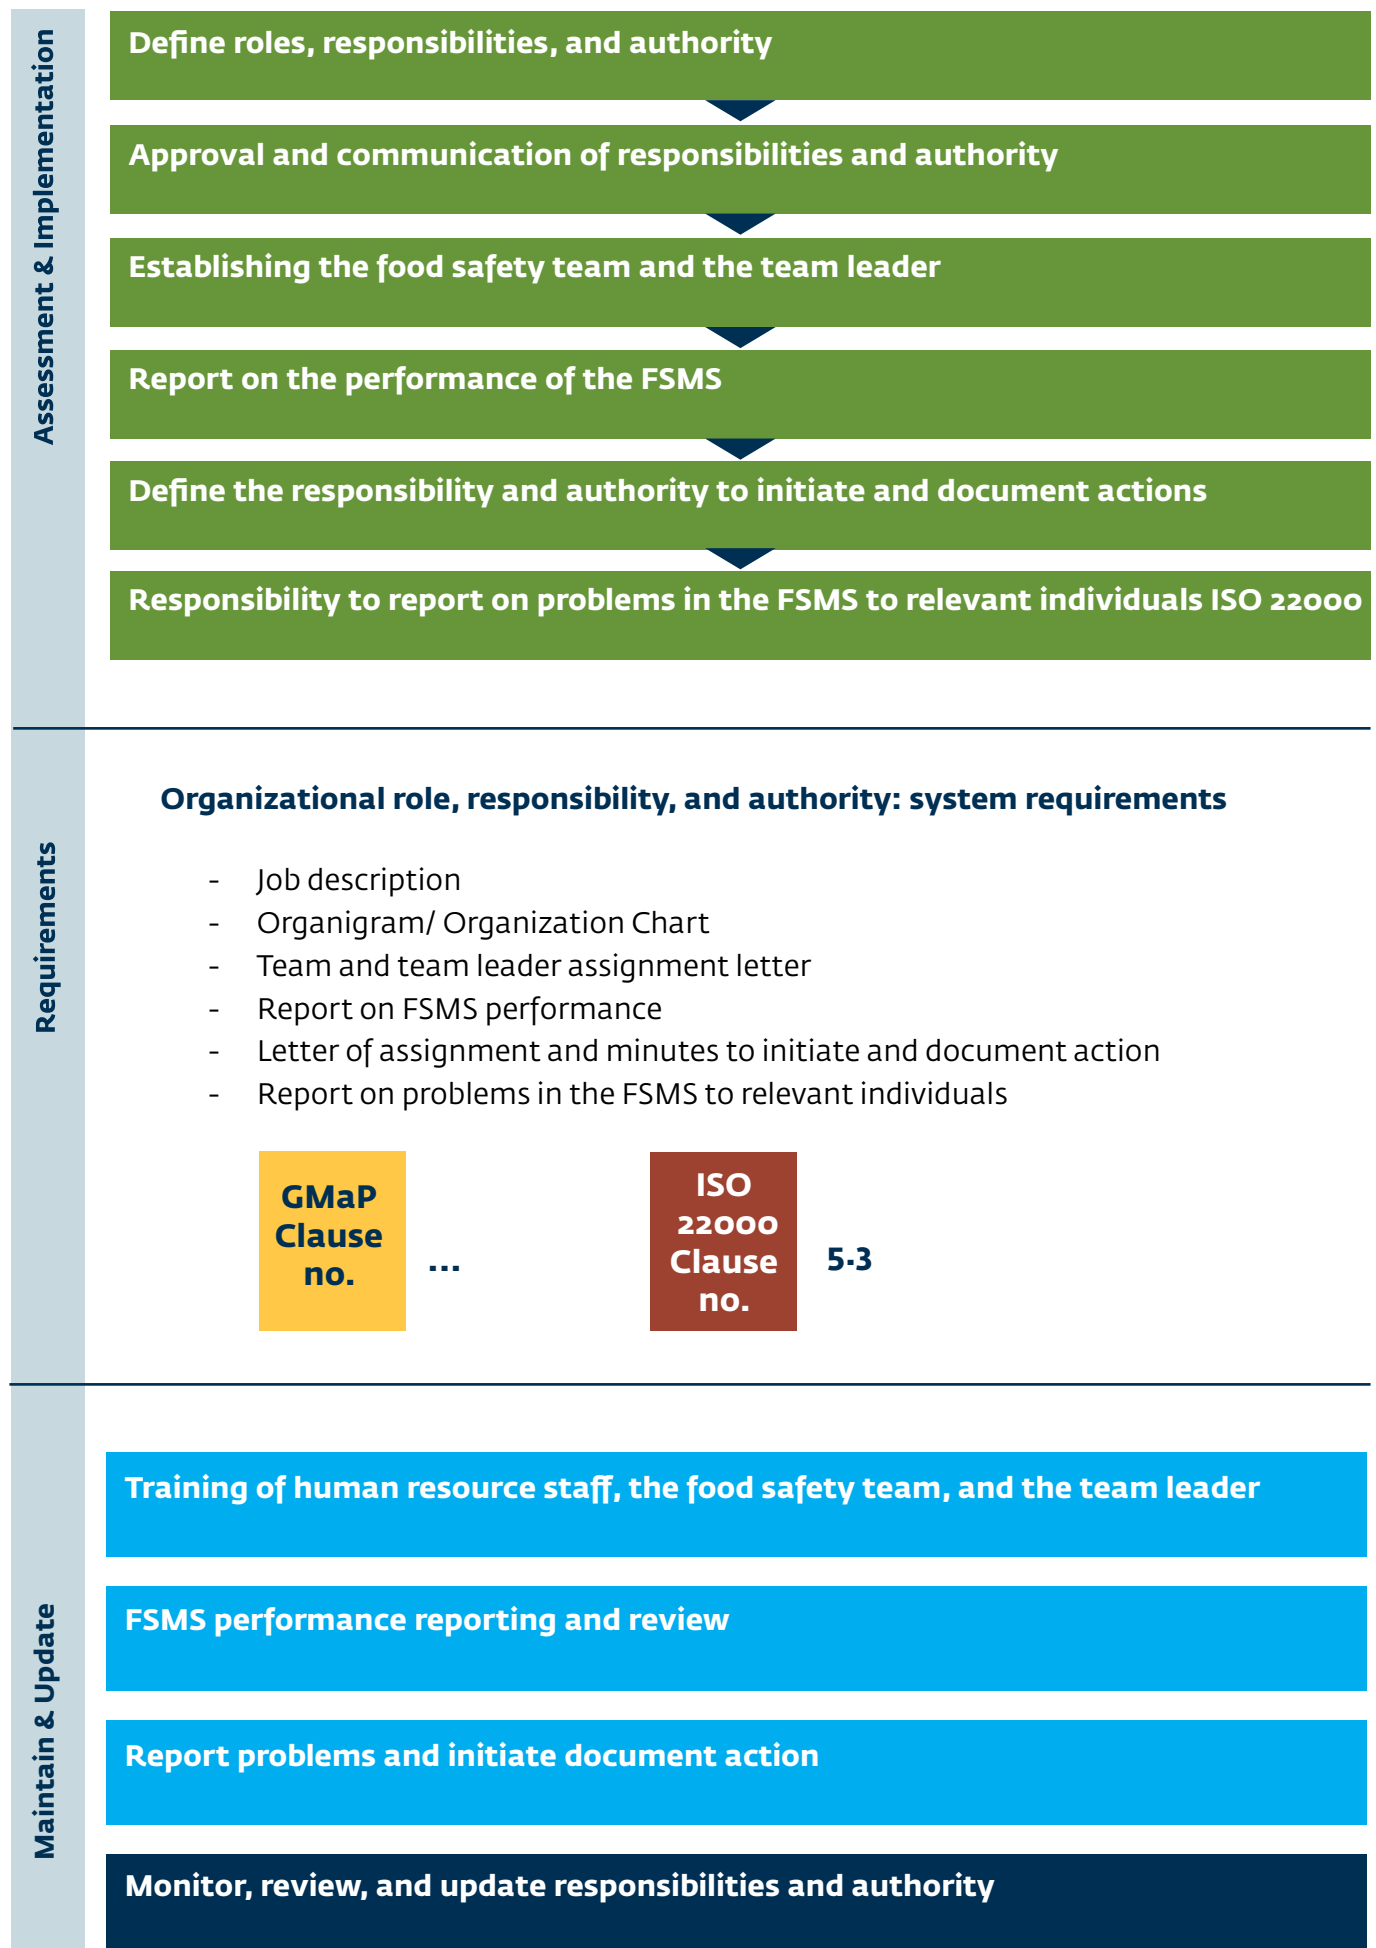 Assessment & Implementation
Define roles, responsibilities, and authority
Approval and communication of responsibilities and authority
Establishing the food safety team and the team leader
Report on the performance of the FSMS
Define the responsibility and authority to initiate and document actions
Responsibility to report on problems in the FSMS to relevant individuals ISO 22000
Requirements
Organizational role, responsibility, and authority: system requirements
- Job description
- Organigram/ Organization Chart
- Team and team leader assignment letter
- Report on FSMS performance
- Letter of assignment and minutes to initiate and document action
- Report on problems in the FSMS to relevant individuals
GMaP
Clause
no.
...
ISO
22000
Clause
no.
5.3
Maintain & Update
Training of human resource staff, the food safety team, and the team leader
FSMS performance reporting and review
Report problems and initiate document action
Monitor, review, and update responsibilities and authority